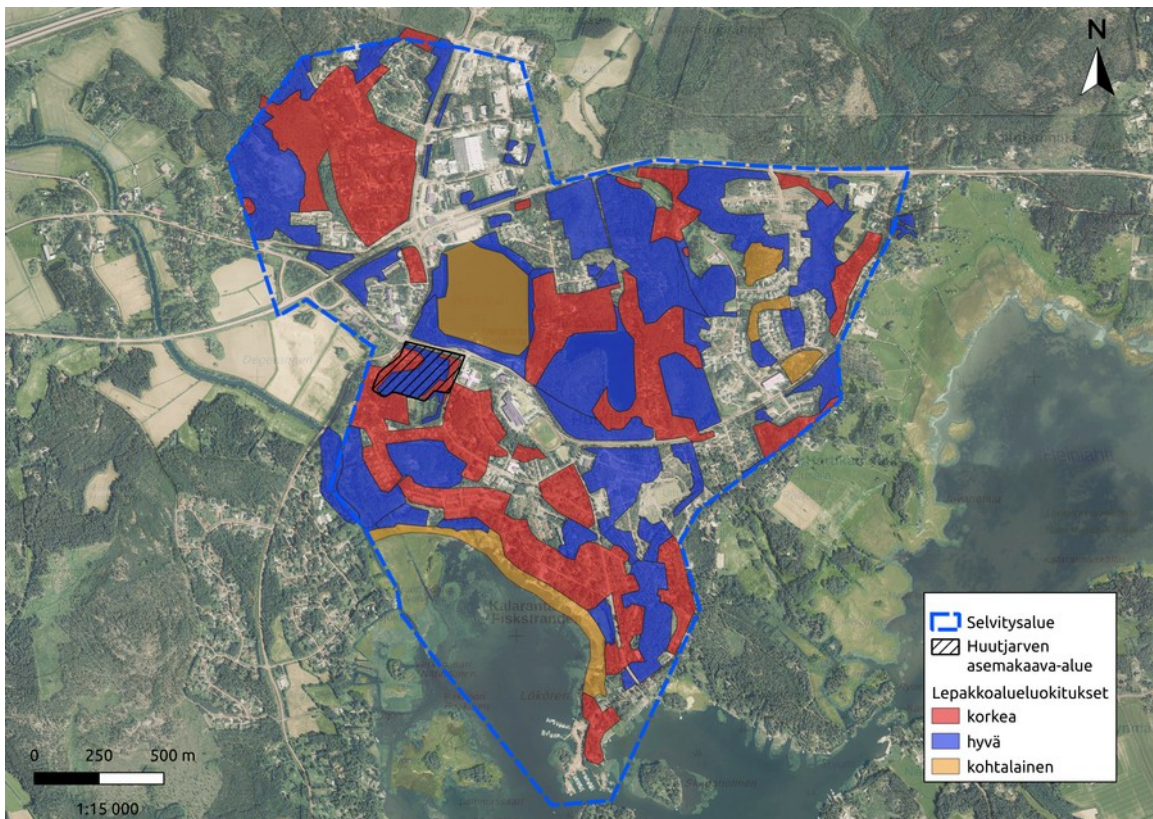 N
Kalaranta
Fiskstrand
Selvitysalue
Huutjarven
asemakaava-alue
Lepakkoalueluokitukset
korkea
hyvä
kohtalainen
0 250 500 m
1:15 000